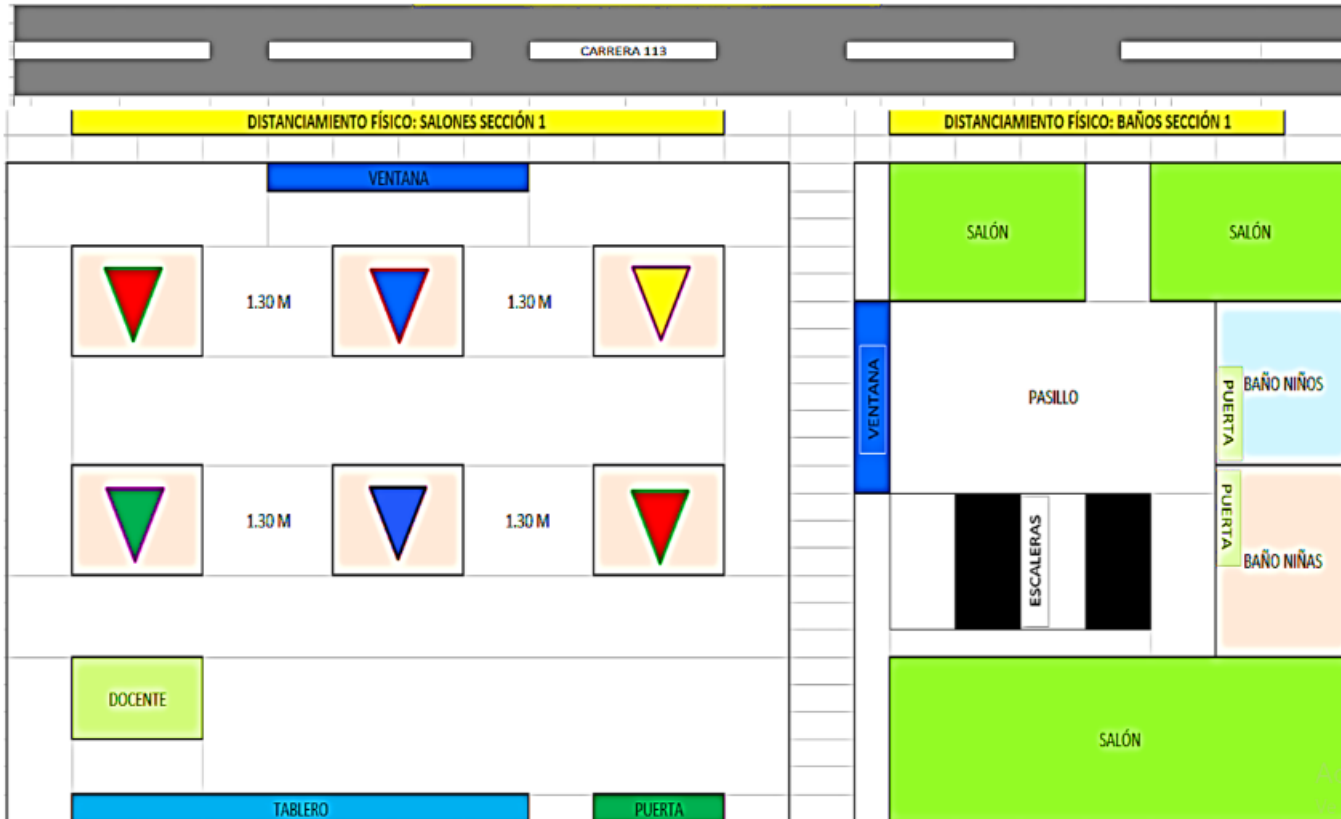 CARRERA 113
DISTANCIAMIENTO FÍSICO: SALONES SECCIÓN 1
DISTANCIAMIENTO FÍSICO: BAÑOS SECCIÓN 1
VENTANA
SALÓN
SALÓN
1.30 M
1.30 M
VENTANA
PASILLO
PUERTA
BAÑO NIÑOS
1.30 M
1.30 M
ESCALERAS
PUERTA
BAÑO NIÑAS
DOCENTE
SALÓN
TABLERO
PUERTA